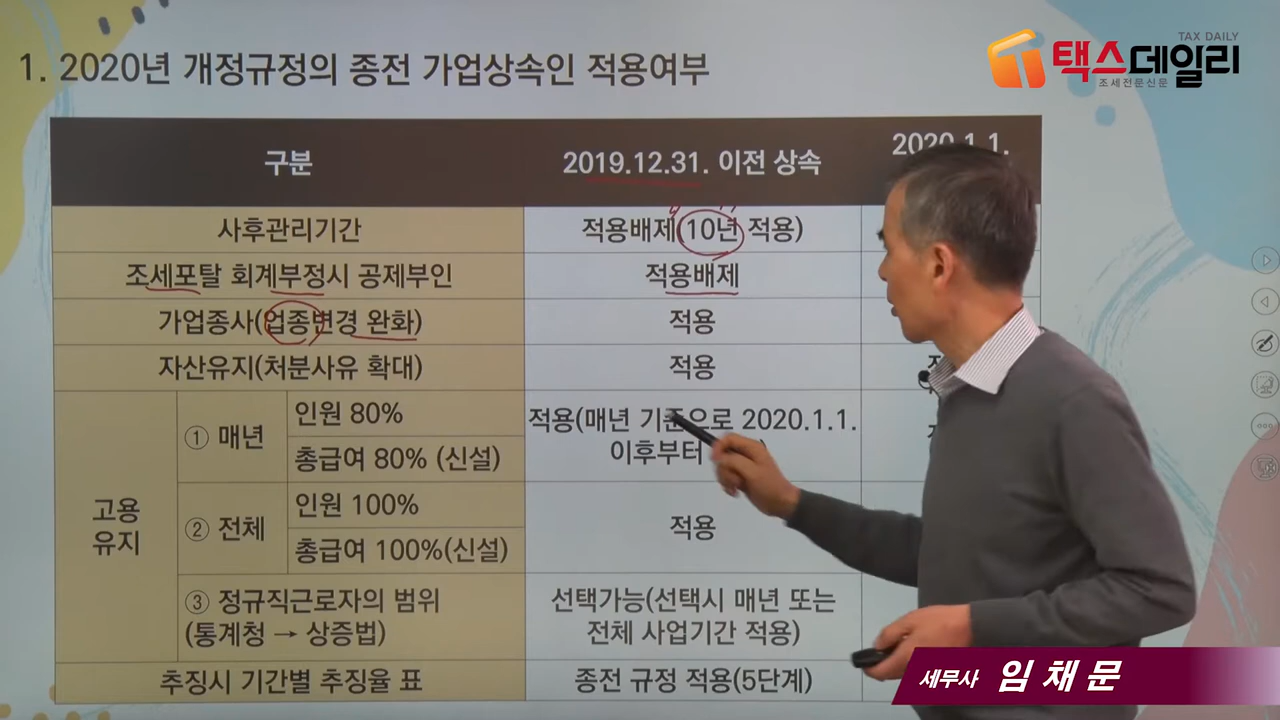 1. 2020년 개정규정의 종전 가업상속인 적용여부
TAX DAILY
택스데일리
조세전문신문
구분
2019.12.31. 이전 상속
2020.1.1.
사후관리기간
적용배제(10년 적용)
조세포탈 회계부정시 공제부인
적용배제
가업종사(업종변경 완화)
적용
자산유지(처분사유 확대)
적용
고용
유지
① 매년
인원 80%
총급여 80% (신설)
적용(매년 기준으로 2020.1.1.
이후부터
② 전체
인원 100%
총급여 100%(신설)
적용
③ 정규직근로자의 범위
(통계청 → 상증법)
선택가능(선택시 매년 또는
전체 사업기간 적용)
추징시 기간별 추징율 표
종전 규정 적용(5단계)
세무사 임채문